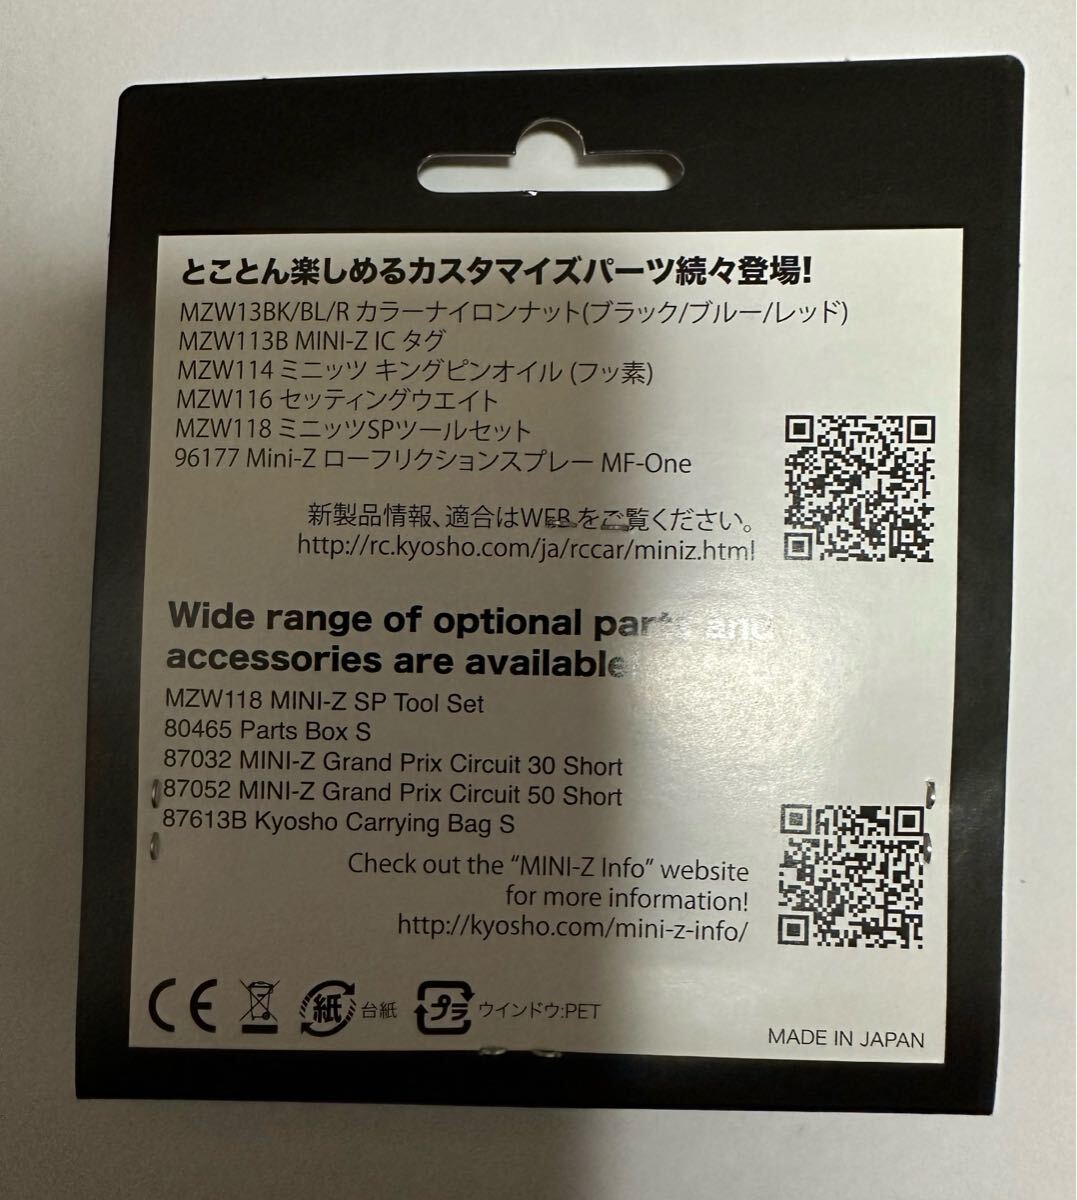 とことん楽しめるカスタマイズパーツ続々登場!
MZW13BK/BL/R カラーナイロンナット(ブラック/ブルー/レッド)
MZW113B MINI-Z IC タグ
MZW114 ミニッツ キングピンオイル (フッ素)
MZW116 セッティングウエイト
MZW118 ミニッツSPツールセット
96177 Mini-Z ローフリクションスプレー MF-One
新製品情報、適合はWEBをご覧ください。
http://rc.kyosho.com/ja/rccar/miniz.html
Wide range of optional parts and
accessories are available
MZW118 MINI-Z SP Tool Set
80465 Parts Box S
87032 MINI-Z Grand Prix Circuit 30 Short
87052 MINI-Z Grand Prix Circuit 50 Short
87613B Kyosho Carrying Bag S
Check out the “MINI-Z Info” website
for more information!
http://kyosho.com/mini-z-info/
CE 紙 台紙 プラ ウインドウ:PET
MADE IN JAPAN